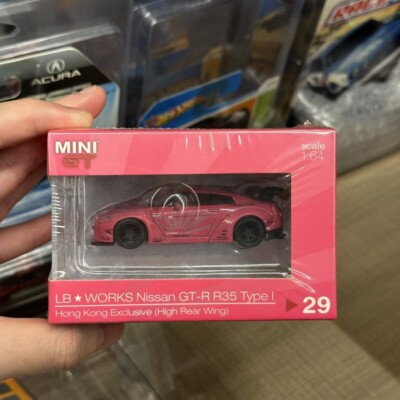 ACURA
MINI
GT
scale
1:64
LB★WORKS Nissan GT-R R35 Type I
Hong Kong Exclusive (High Rear Wing)
▶29